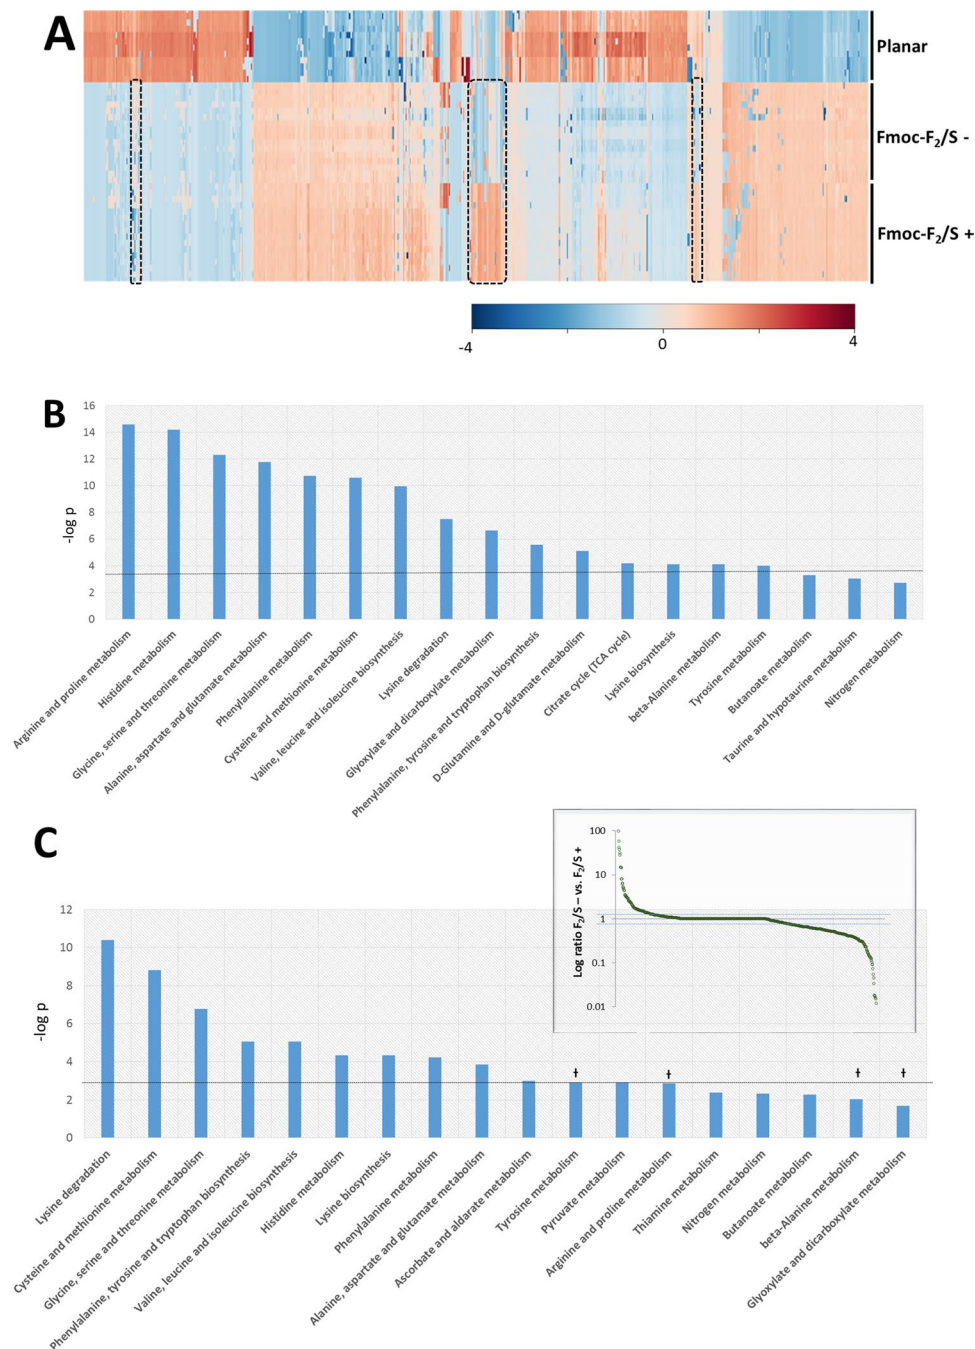 A
Planar
Fmoc-F₂/S -
Fmoc-F₂/S +
-4
0
4
B
16
14
12
10
8
6
4
2
0
-log p
Arginine and proline metabolism
Histidine metabolism
Glycine, serine and threonine metabolism
Alanine, aspartate and glutamate metabolism
Phenylalanine metabolism
Cysteine and methionine metabolism
Valine, leucine and isoleucine biosynthesis
Lysine degradation
Glyoxylate and dicarboxylate metabolism
Phenylalanine, tyrosine and tryptophan biosynthesis
D-Glutamine and D-glutamate metabolism
Citrate cycle (TCA cycle)
Lysine biosynthesis
beta-Alanine metabolism
Tyrosine metabolism
Butanoate metabolism
Taurine and hypotaurine metabolism
Nitrogen metabolism
C
100
10
1
0.1
0.01
Log ratio F₂/S – vs. F₂/S +
12
10
8
6
4
2
0
-log p
ⵜ
ⵜ
ⵜ
ⵜ
Lysine degradation
Cysteine and methionine metabolism
Glycine, serine and threonine metabolism
Phenylalanine, tyrosine and tryptophan biosynthesis
Valine, leucine and isoleucine biosynthesis
Histidine metabolism
Lysine biosynthesis
Phenylalanine metabolism
Alanine, aspartate and glutamate metabolism
Ascorbate and aldarate metabolism
Tyrosine metabolism
Pyruvate metabolism
Arginine and proline metabolism
Thiamine metabolism
Nitrogen metabolism
Butanoate metabolism
beta-Alanine metabolism
Glyoxylate and dicarboxylate metabolism